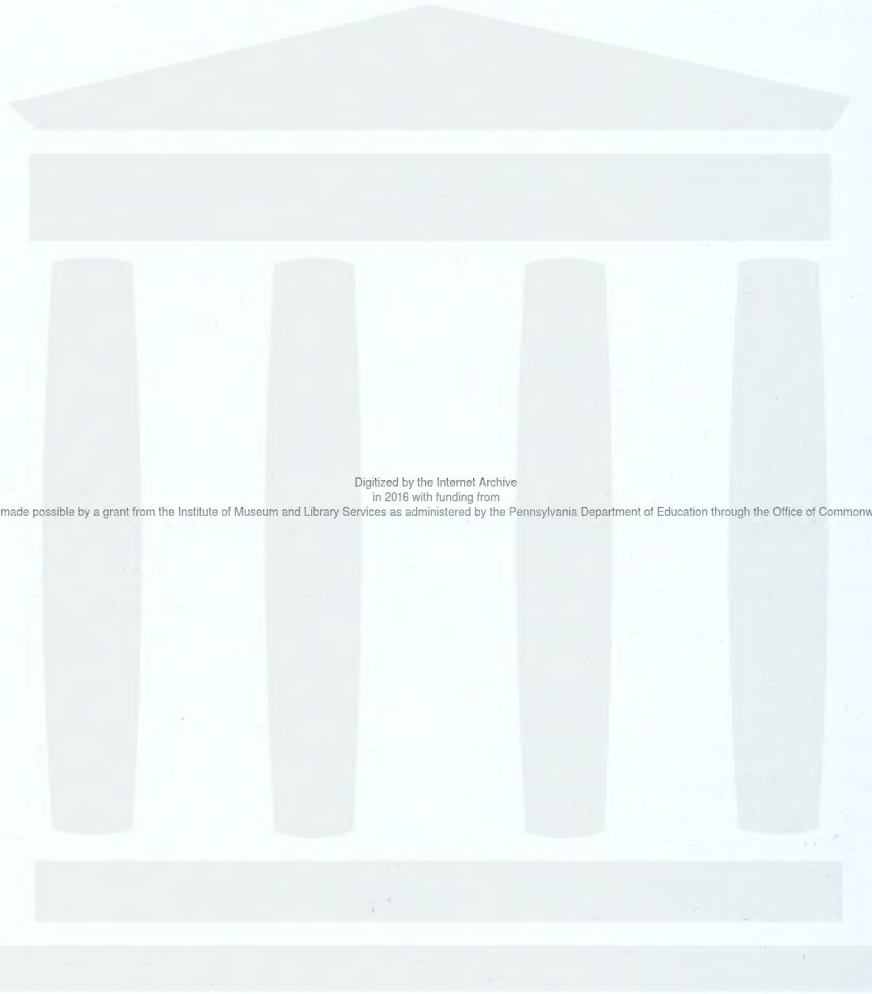 Digitized by the Internet Archive
in 2016 with funding from
made possible by a grant from the Institute of Museum and Library Services as administered by the Pennsylvania Department of Education through the Office of Commonw